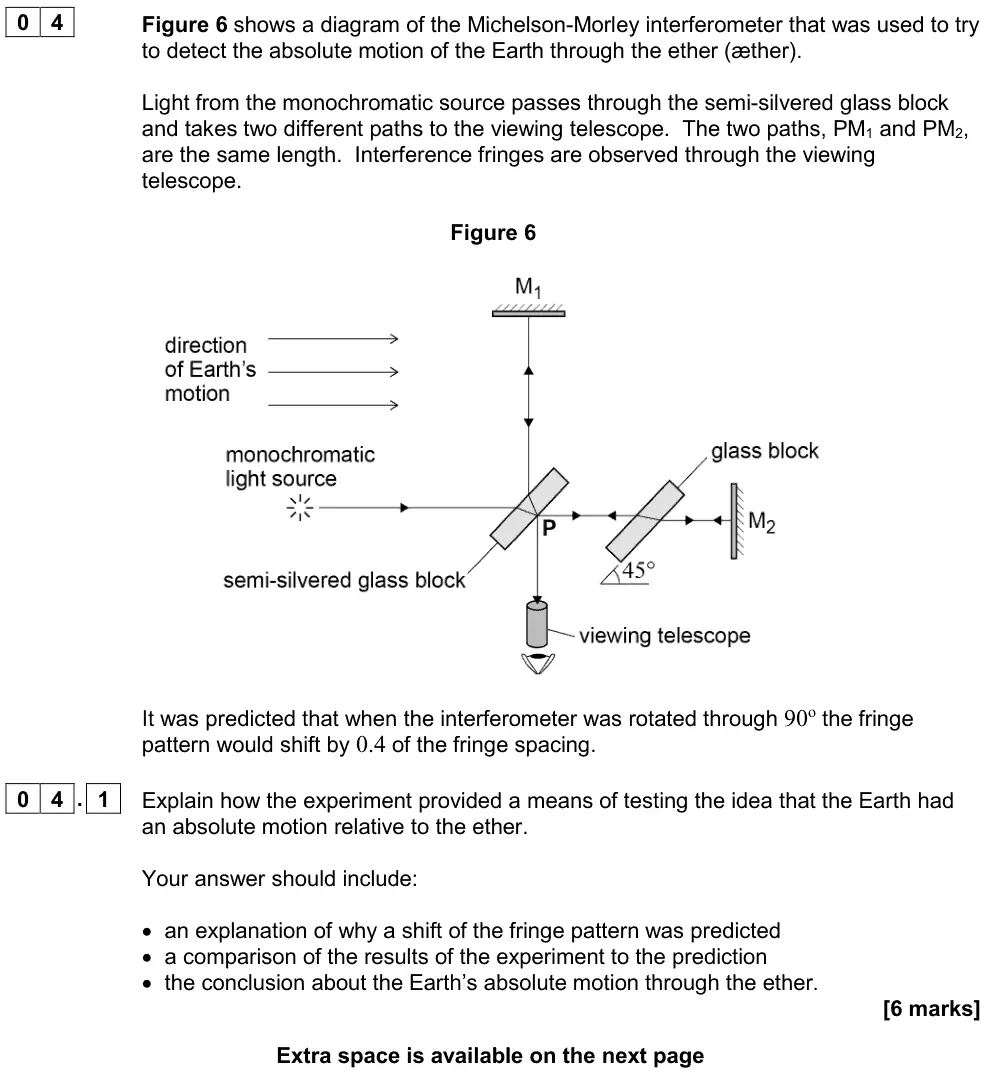 0 4 Figure 6 shows a diagram of the Michelson-Morley interferometer that was used to try
to detect the absolute motion of the Earth through the ether (æther).
Light from the monochromatic source passes through the semi-silvered glass block
and takes two different paths to the viewing telescope. The two paths, PM₁ and PM₂,
are the same length. Interference fringes are observed through the viewing
telescope.
Figure 6
M₁
direction
of Earth's
motion
monochromatic
light source
glass block
P
M₂
semi-silvered glass block
45°
viewing telescope
It was predicted that when the interferometer was rotated through 90° the fringe
pattern would shift by 0.4 of the fringe spacing.
0 4 . 1 Explain how the experiment provided a means of testing the idea that the Earth had
an absolute motion relative to the ether.
Your answer should include:
• an explanation of why a shift of the fringe pattern was predicted
• a comparison of the results of the experiment to the prediction
• the conclusion about the Earth's absolute motion through the ether.
[6 marks]
Extra space is available on the next page